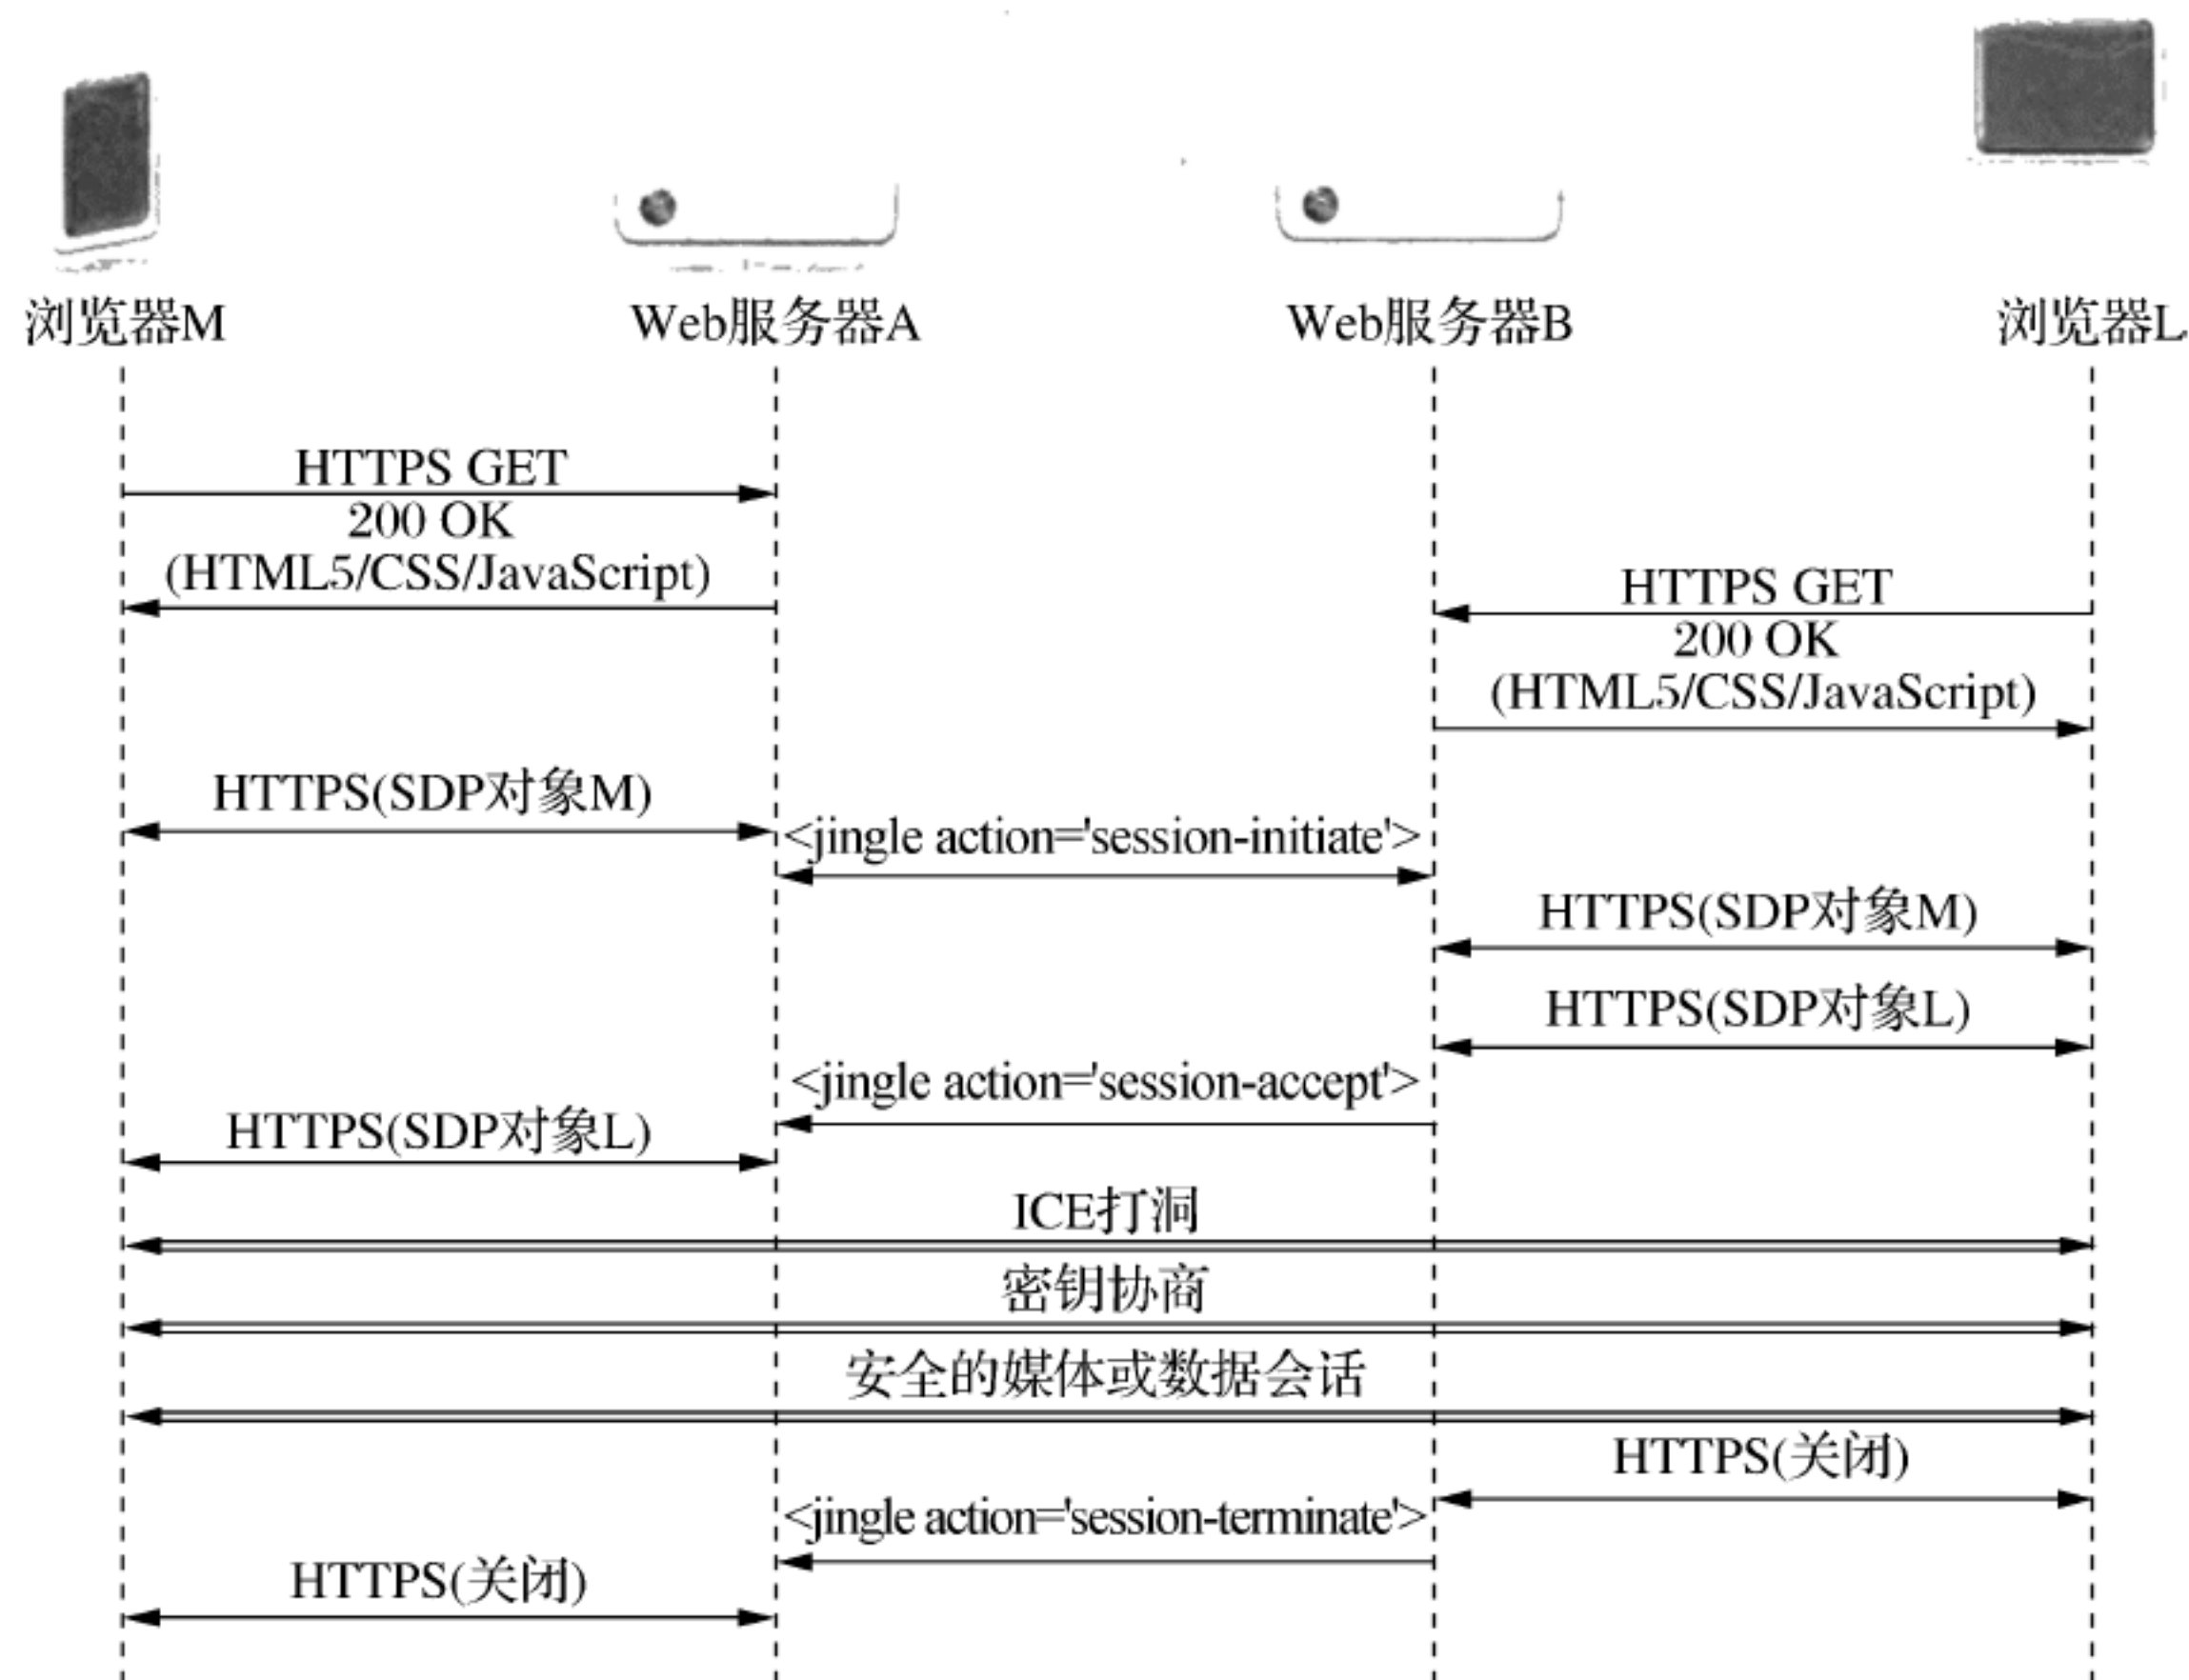 浏览器M
Web服务器A
Web服务器B
浏览器L
HTTPS GET
200 OK
(HTML5/CSS/JavaScript)
HTTPS GET
200 OK
(HTML5/CSS/JavaScript)
HTTPS(SDP对象M)
<jingle action='session-initiate'>
HTTPS(SDP对象M)
HTTPS(SDP对象L)
<jingle action='session-accept'>
HTTPS(SDP对象L)
ICE打洞
密钥协商
安全的媒体或数据会话
HTTPS(关闭)
<jingle action='session-terminate'>
HTTPS(关闭)